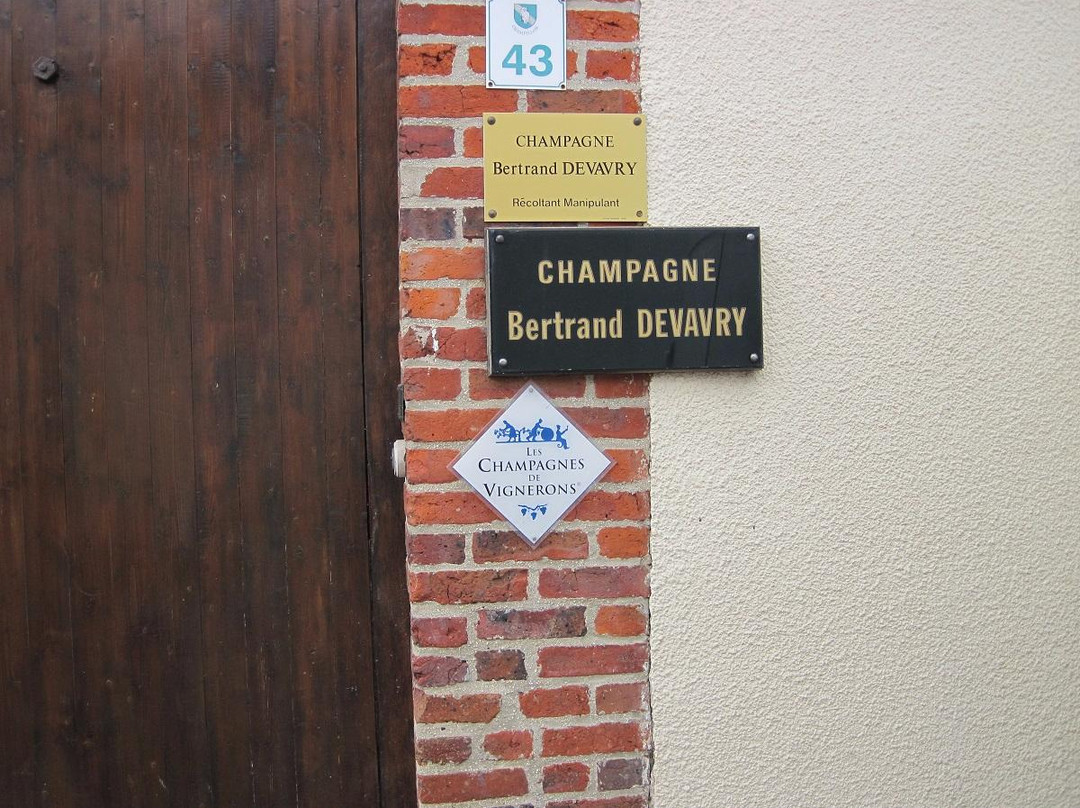 43
CHAMPAGNE
Bertrand DEVAVRY
Récoltant Manipulant
CHAMPAGNE
Bertrand DEVAVRY
LES
CHAMPAGNES
DE
VIGNERONS®